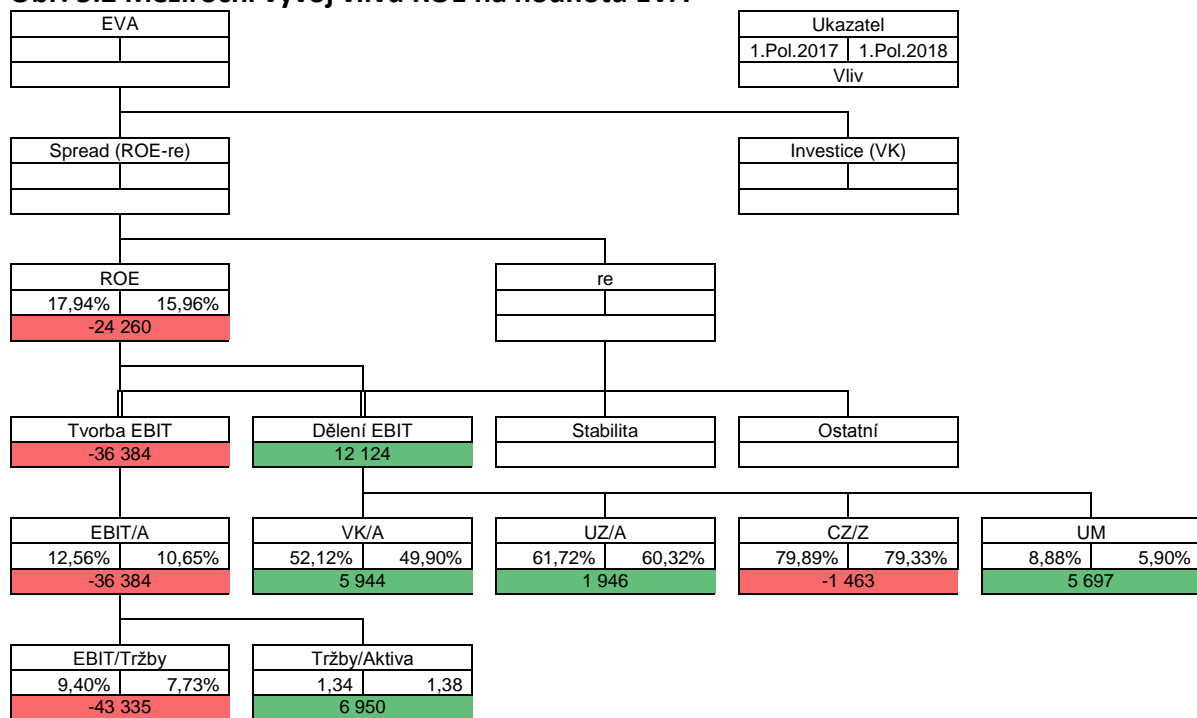 EVA
Ukazatel
1.Pol.2017 1.Pol.2018
Vliv
Spread (ROE-re)
Investice (VK)
ROE
17,94% 15,96%
-24 260
re
Tvorba EBIT
-36 384
Dělení EBIT
12 124
Stabilita
Ostatní
EBIT/A
12,56% 10,65%
-36 384
VK/A
52,12% 49,90%
5 944
UZ/A
61,72% 60,32%
1 946
CZ/Z
79,89% 79,33%
-1 463
UM
8,88% 5,90%
5 697
EBIT/Tržby
9,40% 7,73%
-43 335
Tržby/Aktiva
1,34 1,38
6 950